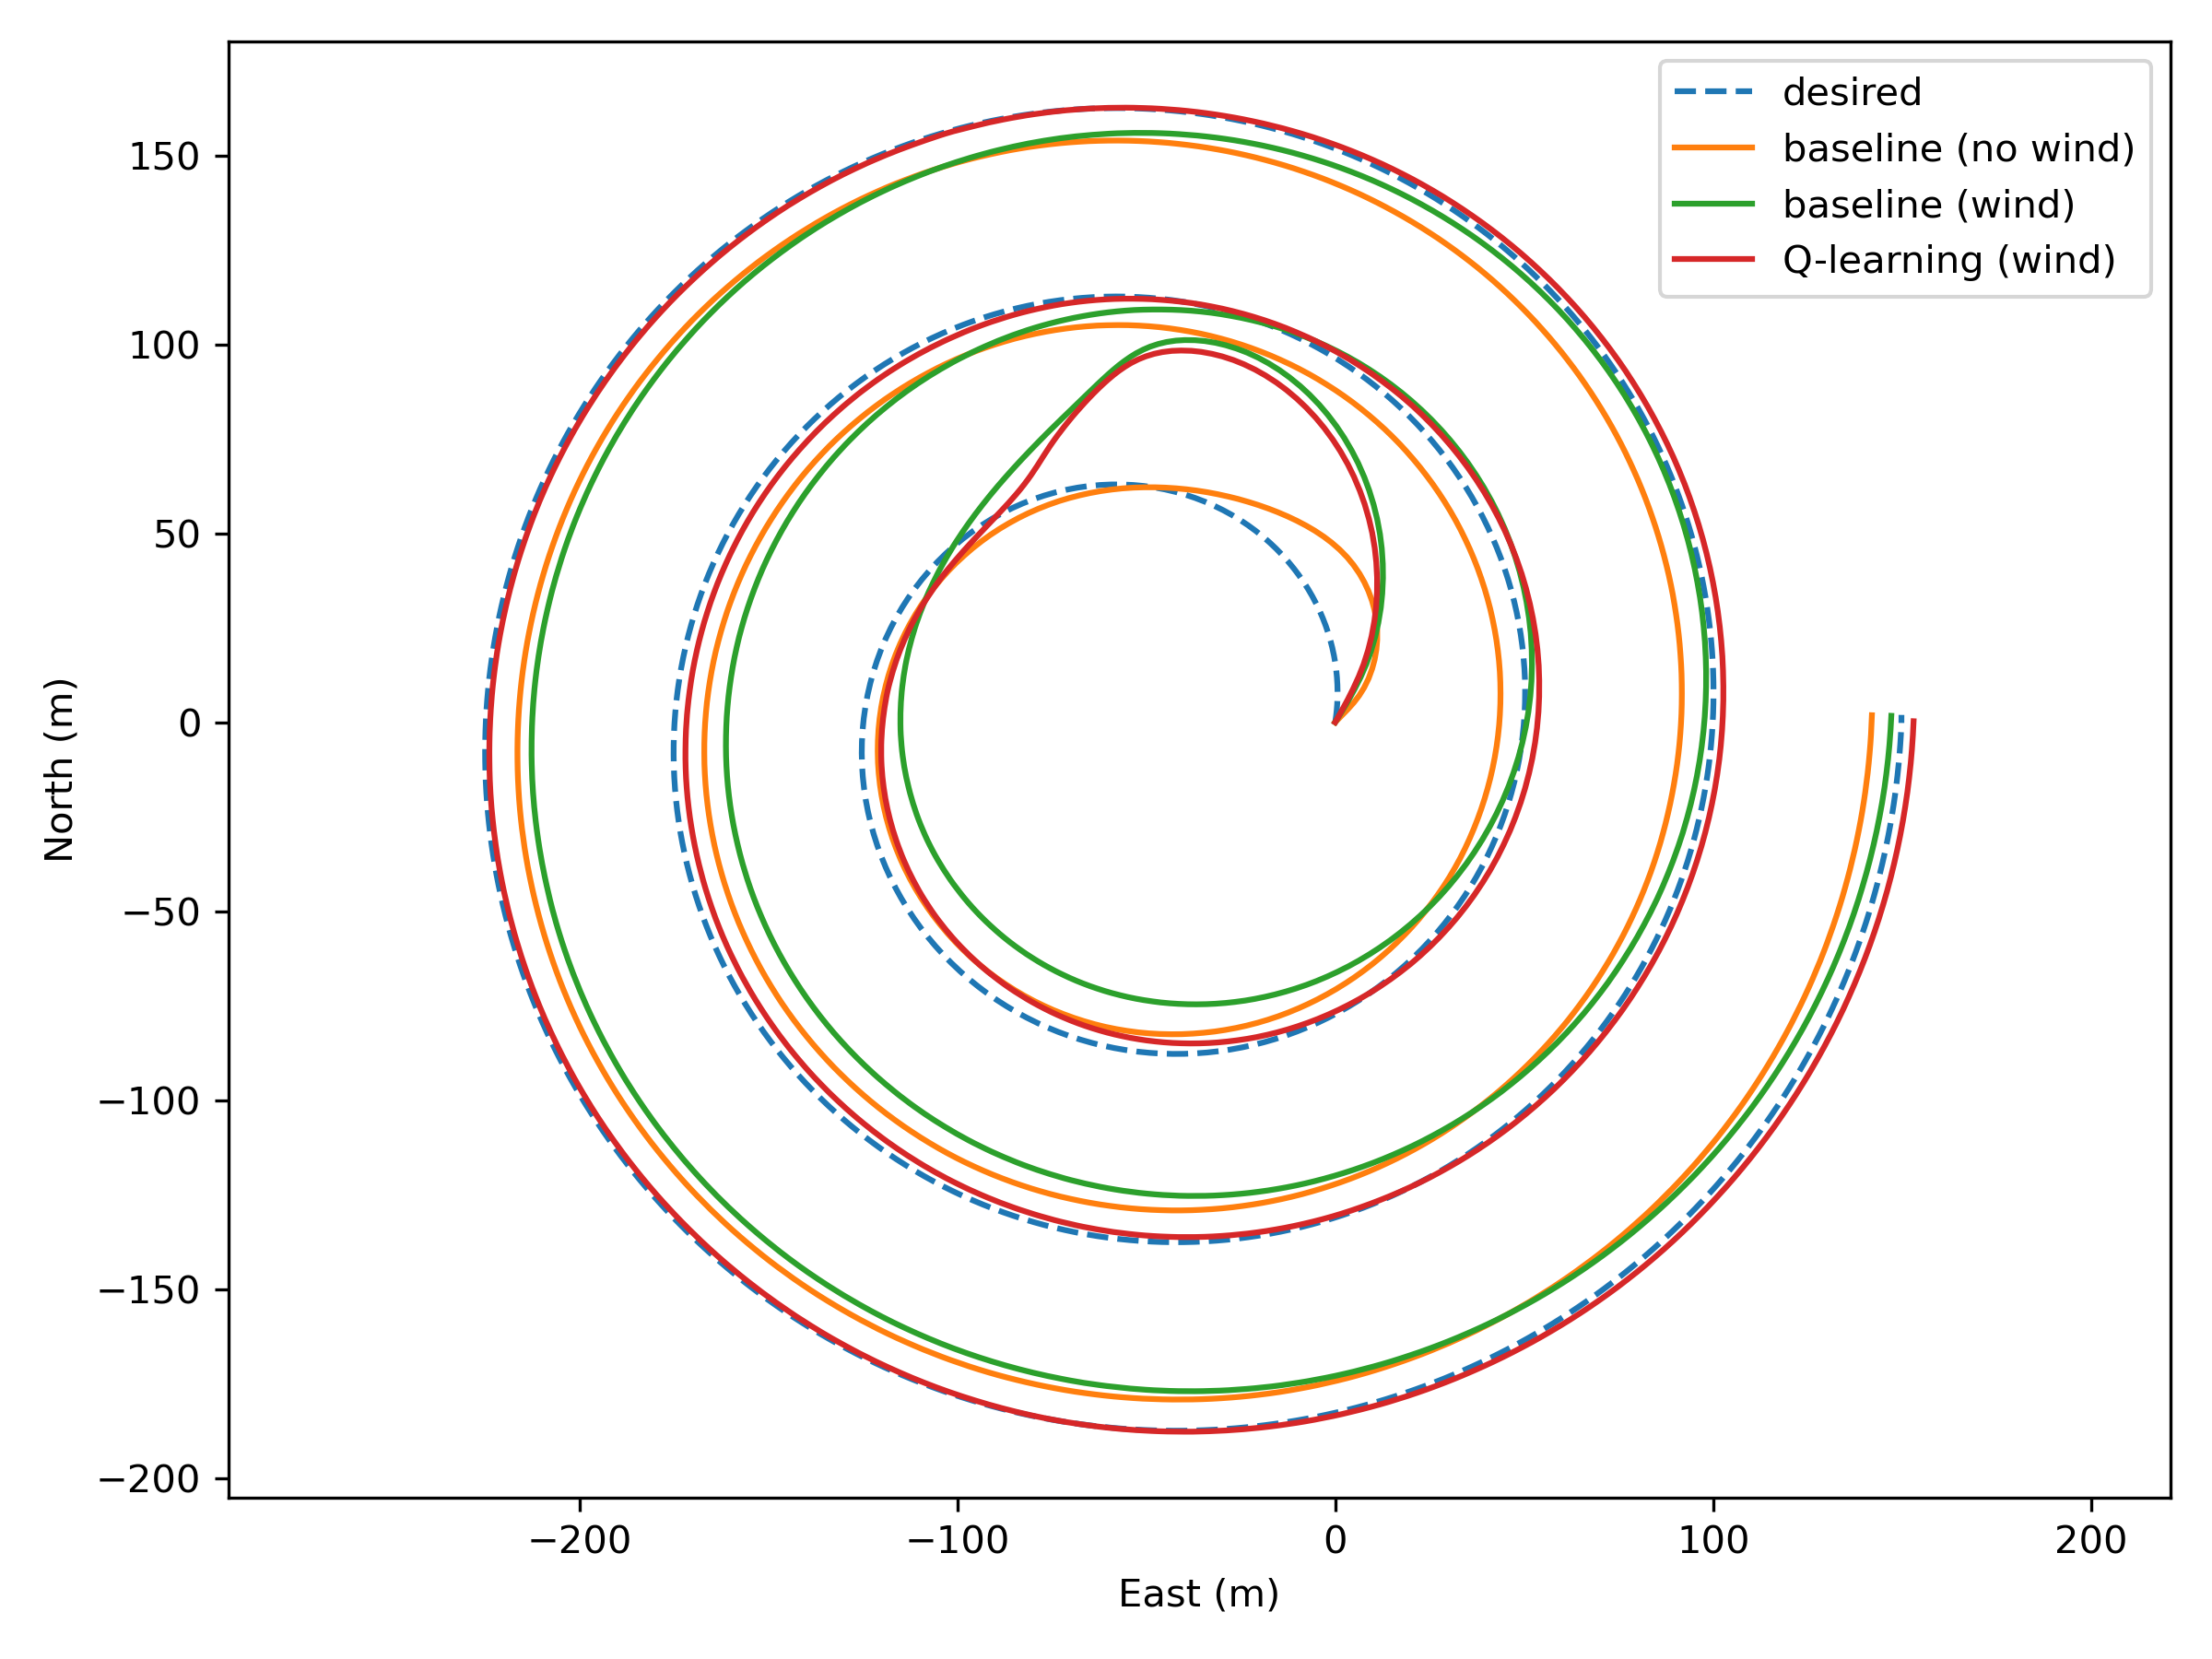 desired
baseline (no wind)
baseline (wind)
Q-learning (wind)
150
100
50
0
−50
−100
−150
−200
North (m)
−200 −100 0 100 200
East (m)